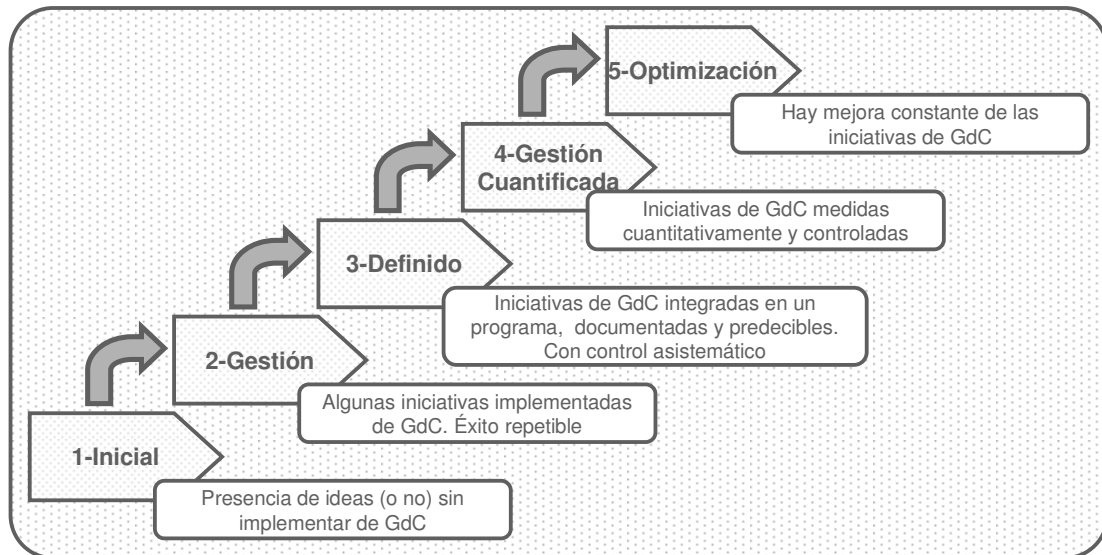 5-Optimización
Hay mejora constante de las
iniciativas de GdC
4-Gestión
Cuantificada
Iniciativas de GdC medidas
cuantitativamente y controladas
3-Definido
Iniciativas de GdC integradas en un
programa, documentadas y predecibles.
Con control asistemático
2-Gestión
Algunas iniciativas implementadas
de GdC. Éxito repetible
1-Inicial
Presencia de ideas (o no) sin
implementar de GdC